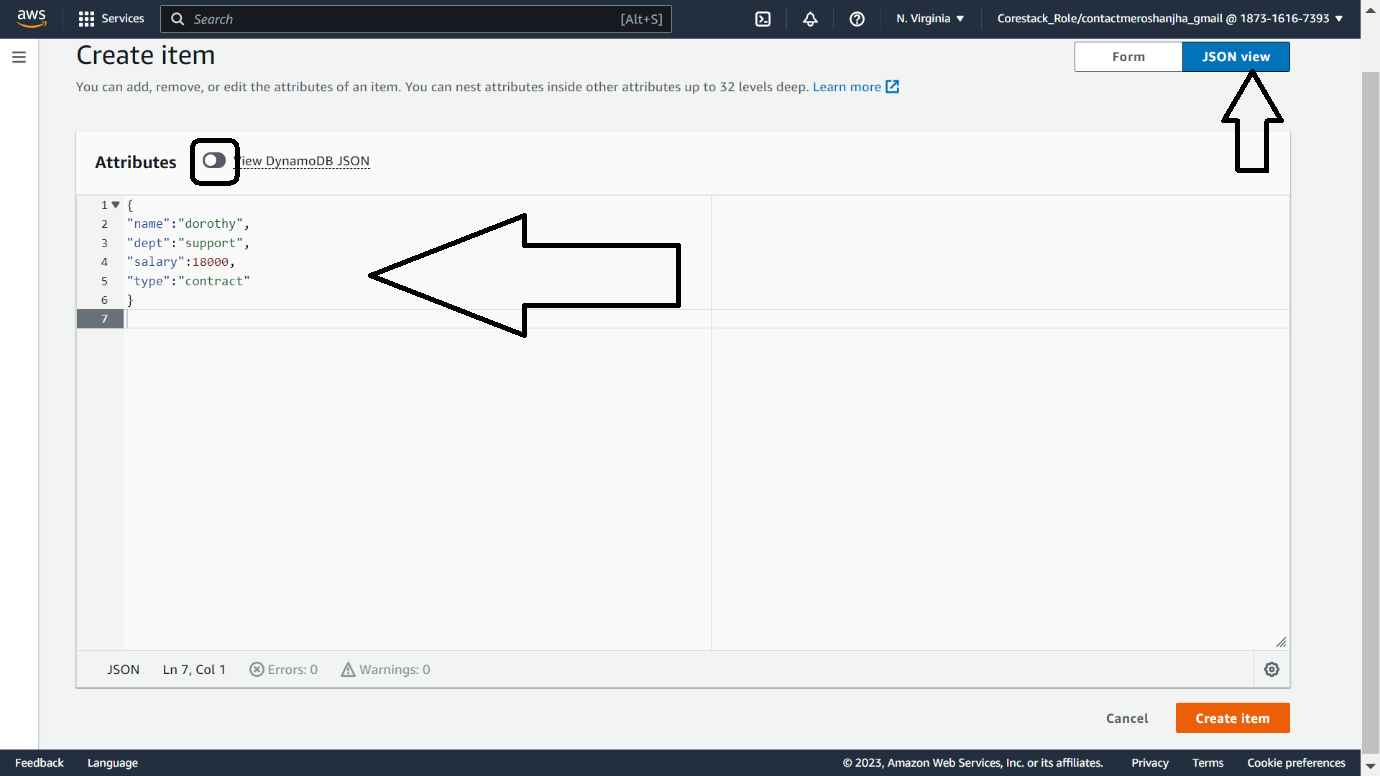 aws Services Search [Alt+S] N. Virginia Corestack_Role/contactmeroshanjha_gmail @ 1873-1616-7393
Create item
Form JSON view
You can add, remove, or edit the attributes of an item. You can nest attributes inside other attributes up to 32 levels deep. Learn more
Attributes View DynamoDB JSON
1 {
2 "name":"dorothy",
3 "dept":"support",
4 "salary":18000,
5 "type":"contract"
6 }
7
JSON Ln 7, Col 1 Errors: 0 Warnings: 0
Cancel Create item
Feedback Language © 2023, Amazon Web Services, Inc. or its affiliates. Privacy Terms Cookie preferences